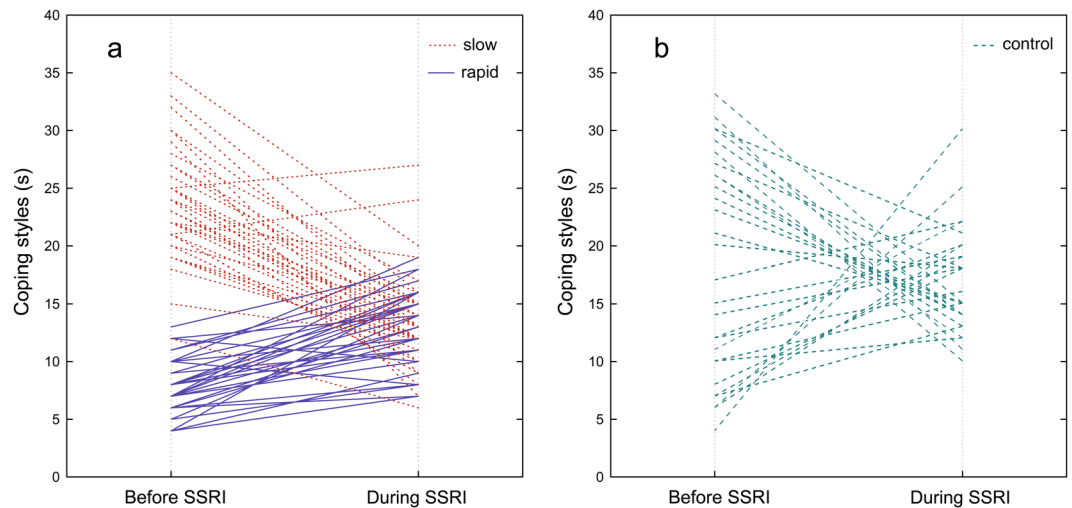 a
slow
rapid
Coping styles (s)
40
35
30
25
20
15
10
5
0
Before SSRI
During SSRI
b
control
Coping styles (s)
40
35
30
25
20
15
10
5
0
Before SSRI
During SSRI